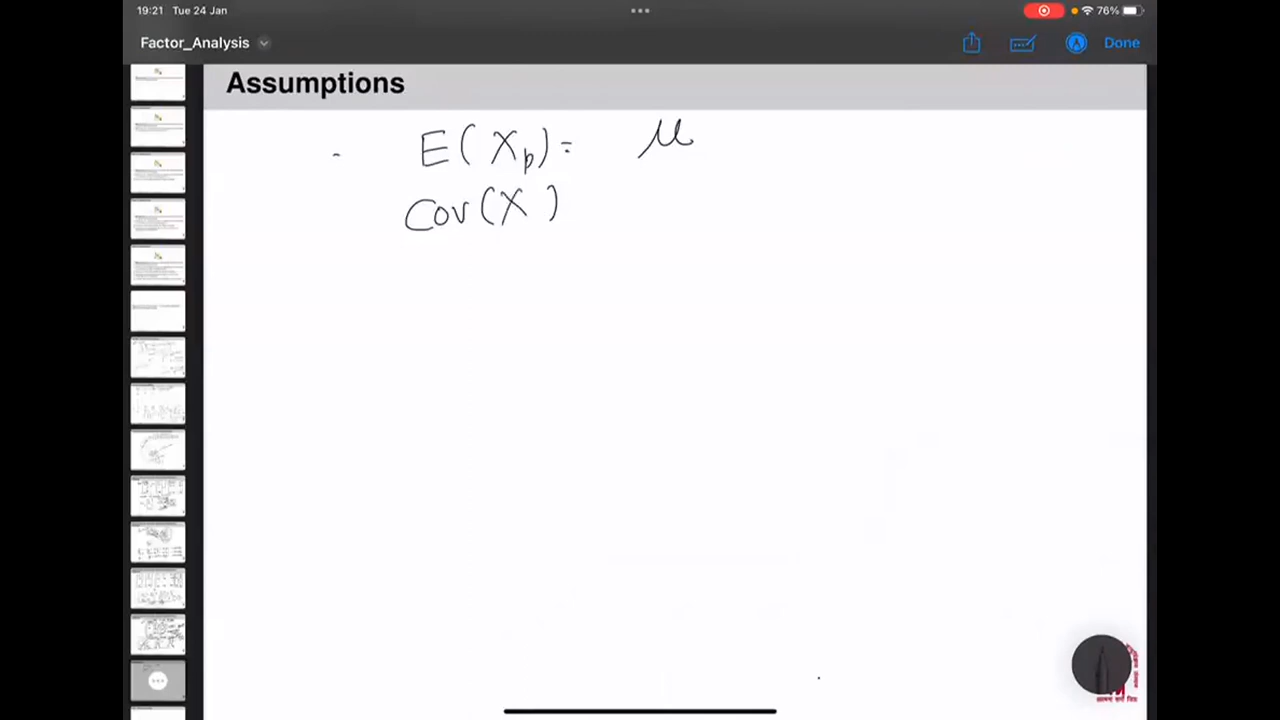 19:21 Tue 24 Jan
76%
Factor_Analysis
Done
Assumptions
E(Xp)= μ
Cov(X )